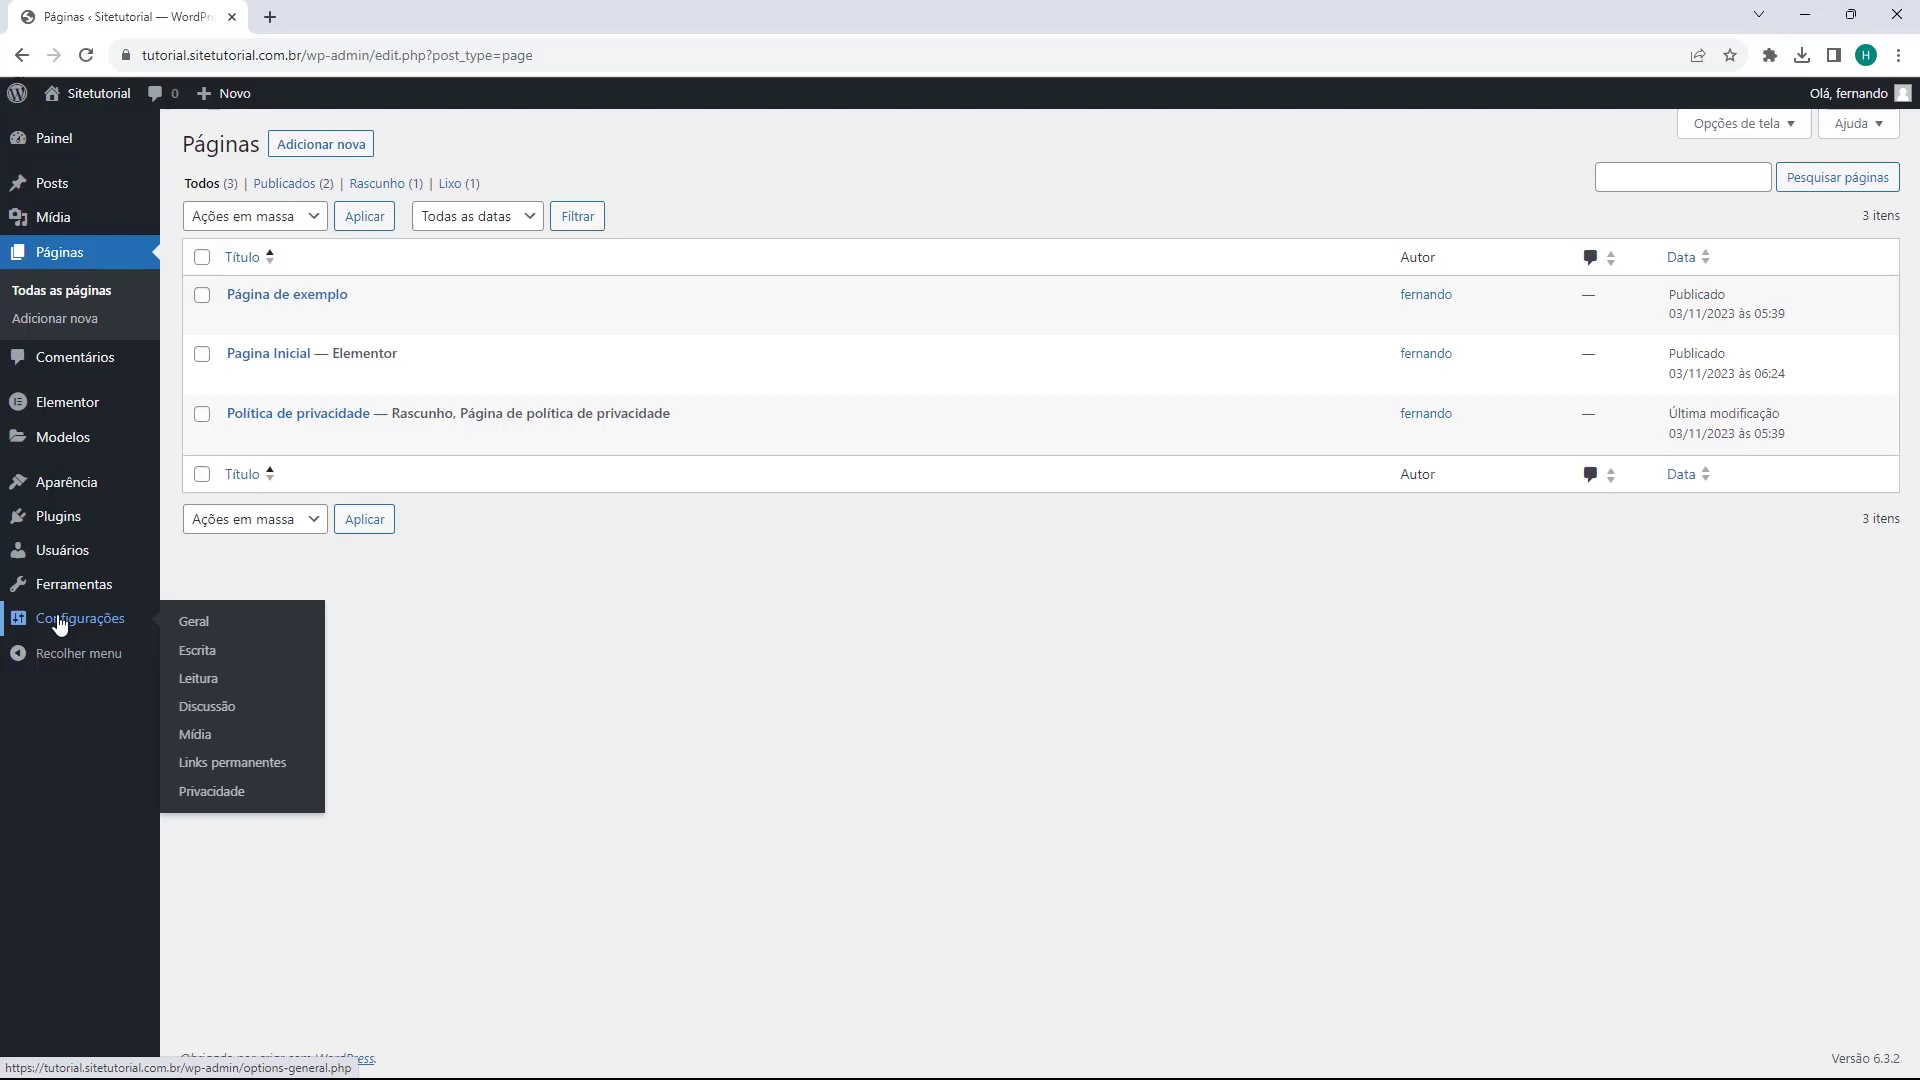 Páginas ‹ Sitetutorial — WordPr
tutorial.sitetutorial.com.br/wp-admin/edit.php?post_type=page
H
Sitetutorial
0
Novo
Olá, fernando
Painel
Posts
Mídia
Páginas
Todas as páginas
Adicionar nova
Comentários
Elementor
Modelos
Aparência
Plugins
Usuários
Ferramentas
Configurações
Recolher menu
Geral
Escrita
Leitura
Discussão
Mídia
Links permanentes
Privacidade
Opções de tela
Ajuda
Páginas
Adicionar nova
Todos (3) | Publicados (2) | Rascunho (1) | Lixo (1)
Pesquisar páginas
Ações em massa
Aplicar
Todas as datas
Filtrar
3 itens
Título
Autor
Data
Página de exemplo
fernando
—
Publicado
03/11/2023 às 05:39
Pagina Inicial — Elementor
fernando
—
Publicado
03/11/2023 às 06:24
Política de privacidade — Rascunho, Página de política de privacidade
fernando
—
Última modificação
03/11/2023 às 05:39
Título
Autor
Data
Ações em massa
Aplicar
3 itens
Obrigado por criar com WordPress.
Versão 6.3.2
https://tutorial.sitetutorial.com.br/wp-admin/options-general.php